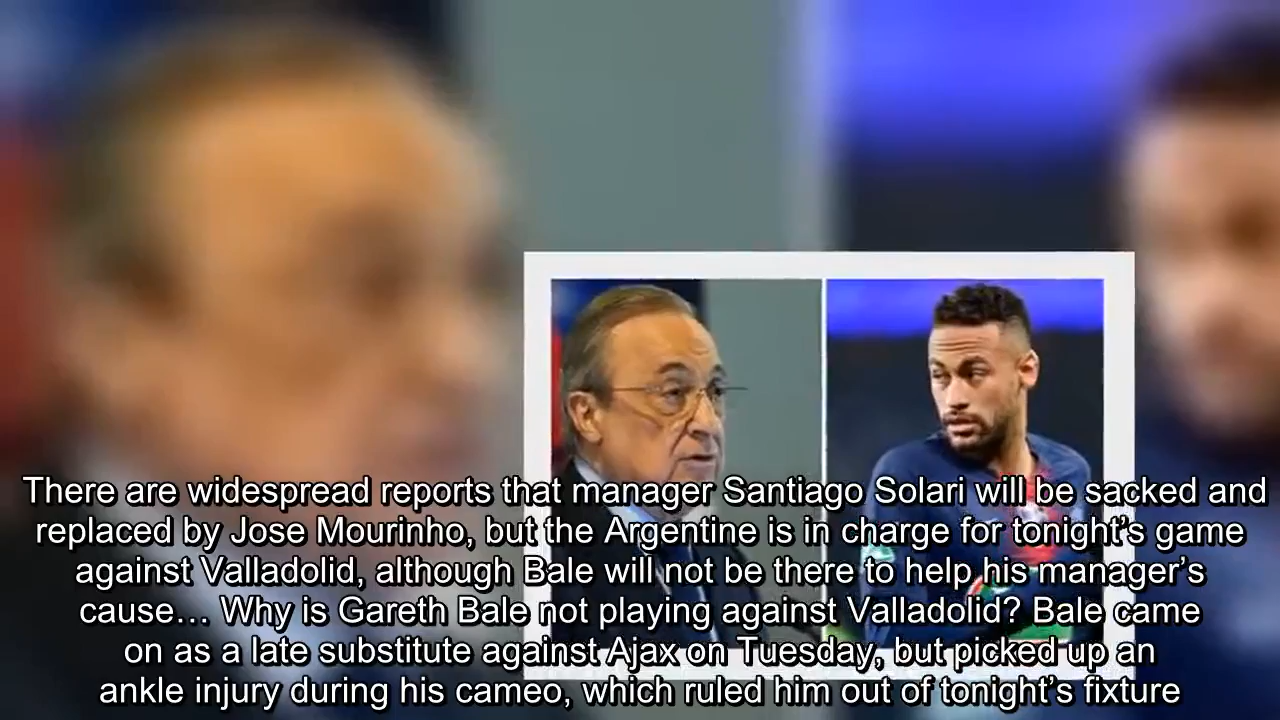 There are widespread reports that manager Santiago Solari will be sacked and
replaced by Jose Mourinho, but the Argentine is in charge for tonight’s game
against Valladolid, although Bale will not be there to help his manager’s
cause… Why is Gareth Bale not playing against Valladolid? Bale came
on as a late substitute against Ajax on Tuesday, but picked up an
ankle injury during his cameo, which ruled him out of tonight’s fixture